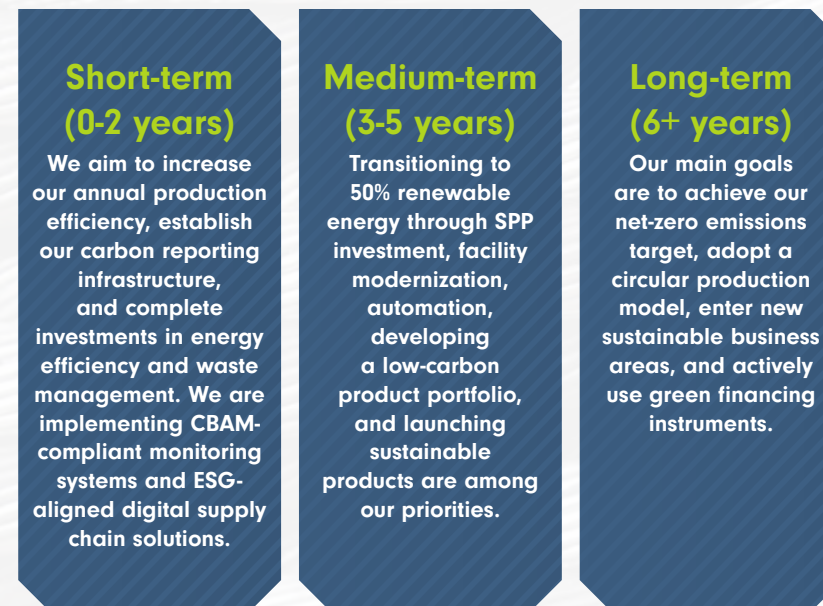 Short-term
(0-2 years)
We aim to increase
our annual production
efficiency, establish
our carbon reporting
infrastructure,
and complete
investments in energy
efficiency and waste
management. We are
implementing CBAM-
compliant monitoring
systems and ESG-
aligned digital supply
chain solutions.
Medium-term
(3-5 years)
Transitioning to
50% renewable
energy through SPP
investment, facility
modernization,
automation,
developing
a low-carbon
product portfolio,
and launching
sustainable
products are among
our priorities.
Long-term
(6+ years)
Our main goals
are to achieve our
net-zero emissions
target, adopt a
circular production
model, enter new
sustainable business
areas, and actively
use green financing
instruments.